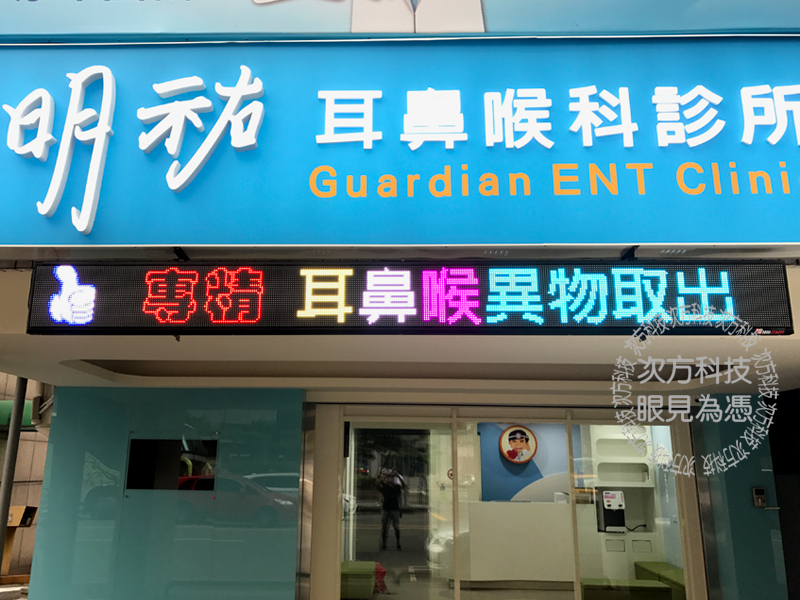 明祐 耳鼻喉科診所
Guardian ENT Clini
專精 耳鼻喉異物取出
次方科技
眼見為憑